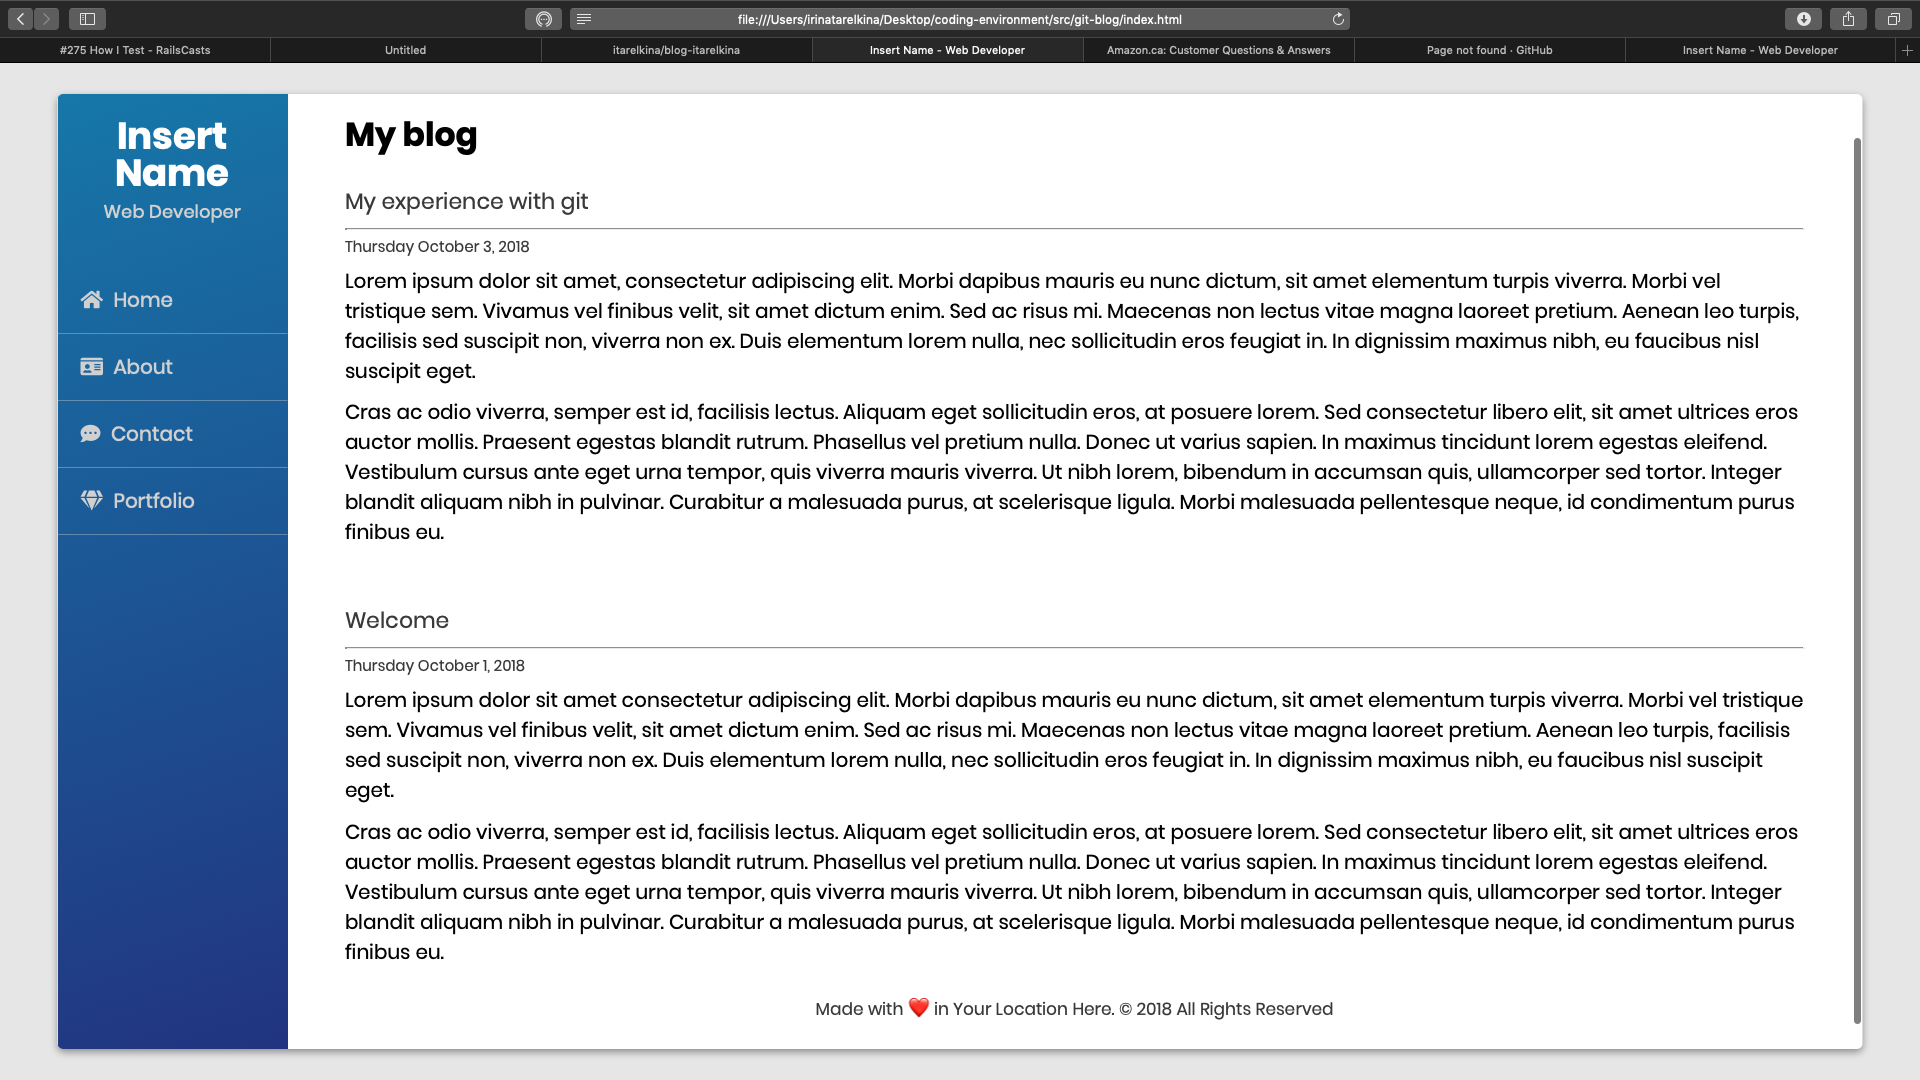 file:///Users/irinatarelkina/Desktop/coding-environment/src/git-blog/index.html
#275 How I Test - RailsCasts
Untitled
itarelkina/blog-itarelkina
Insert Name - Web Developer
Amazon.ca: Customer Questions & Answers
Page not found · GitHub
Insert Name - Web Developer
Insert
Name
Web Developer
Home
About
Contact
Portfolio
My blog
My experience with git
Thursday October 3, 2018
Lorem ipsum dolor sit amet, consectetur adipiscing elit. Morbi dapibus mauris eu nunc dictum, sit amet elementum turpis viverra. Morbi vel
tristique sem. Vivamus vel finibus velit, sit amet dictum enim. Sed ac risus mi. Maecenas non lectus vitae magna laoreet pretium. Aenean leo turpis,
facilisis sed suscipit non, viverra non ex. Duis elementum lorem nulla, nec sollicitudin eros feugiat in. In dignissim maximus nibh, eu faucibus nisl
suscipit eget.
Cras ac odio viverra, semper est id, facilisis lectus. Aliquam eget sollicitudin eros, at posuere lorem. Sed consectetur libero elit, sit amet ultrices eros
auctor mollis. Praesent egestas blandit rutrum. Phasellus vel pretium nulla. Donec ut varius sapien. In maximus tincidunt lorem egestas eleifend.
Vestibulum cursus ante eget urna tempor, quis viverra mauris viverra. Ut nibh lorem, bibendum in accumsan quis, ullamcorper sed tortor. Integer
blandit aliquam nibh in pulvinar. Curabitur a malesuada purus, at scelerisque ligula. Morbi malesuada pellentesque neque, id condimentum purus
finibus eu.
Welcome
Thursday October 1, 2018
Lorem ipsum dolor sit amet consectetur adipiscing elit. Morbi dapibus mauris eu nunc dictum, sit amet elementum turpis viverra. Morbi vel tristique
sem. Vivamus vel finibus velit, sit amet dictum enim. Sed ac risus mi. Maecenas non lectus vitae magna laoreet pretium. Aenean leo turpis, facilisis
sed suscipit non, viverra non ex. Duis elementum lorem nulla, nec sollicitudin eros feugiat in. In dignissim maximus nibh, eu faucibus nisl suscipit
eget.
Cras ac odio viverra, semper est id, facilisis lectus. Aliquam eget sollicitudin eros, at posuere lorem. Sed consectetur libero elit, sit amet ultrices eros
auctor mollis. Praesent egestas blandit rutrum. Phasellus vel pretium nulla. Donec ut varius sapien. In maximus tincidunt lorem egestas eleifend.
Vestibulum cursus ante eget urna tempor, quis viverra mauris viverra. Ut nibh lorem, bibendum in accumsan quis, ullamcorper sed tortor. Integer
blandit aliquam nibh in pulvinar. Curabitur a malesuada purus, at scelerisque ligula. Morbi malesuada pellentesque neque, id condimentum purus
finibus eu.
Made with ❤️ in Your Location Here. © 2018 All Rights Reserved